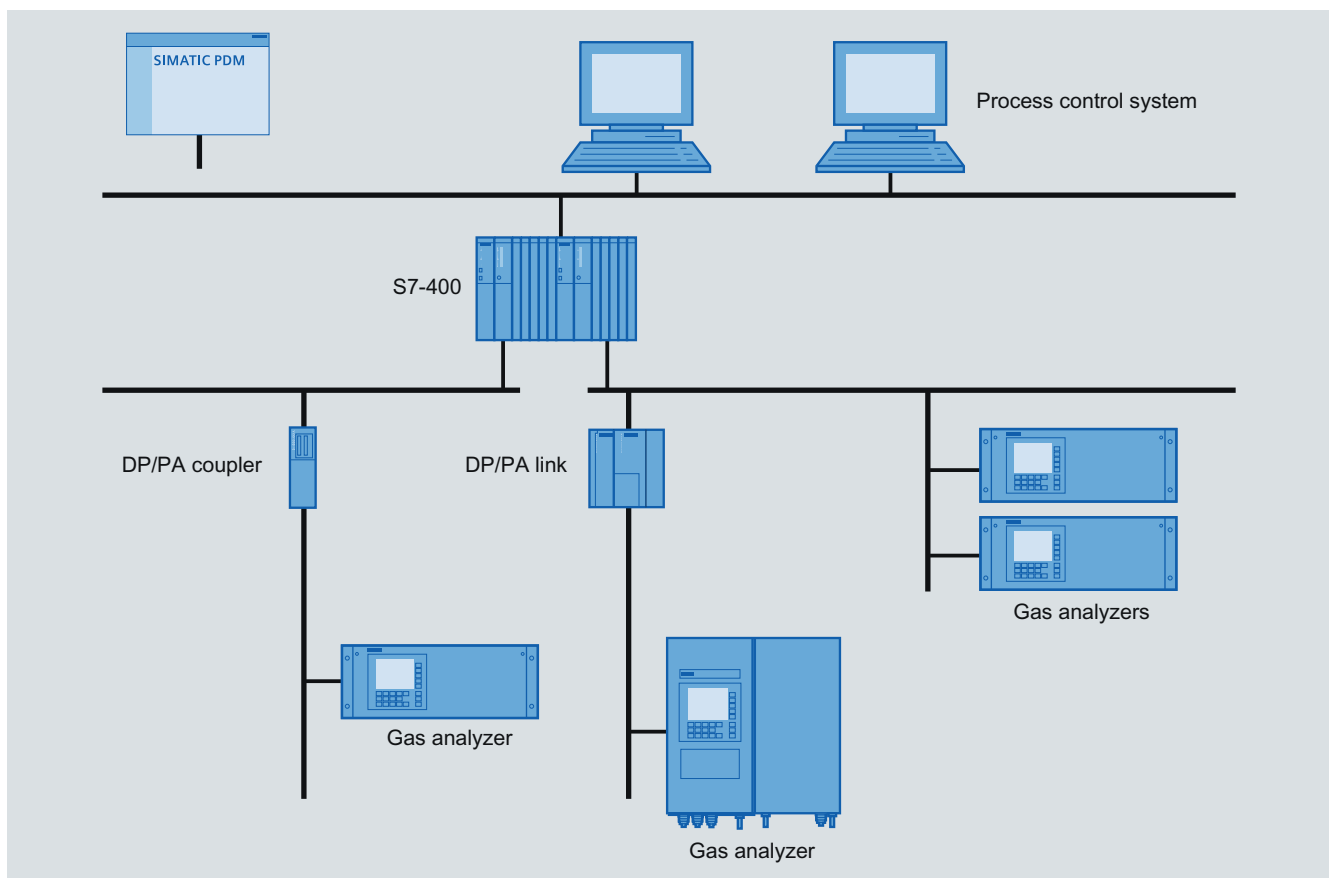 SIMATIC PDM
Process control system
S7-400
DP/PA coupler
DP/PA link
Gas analyzers
Gas analyzer
Gas analyzer